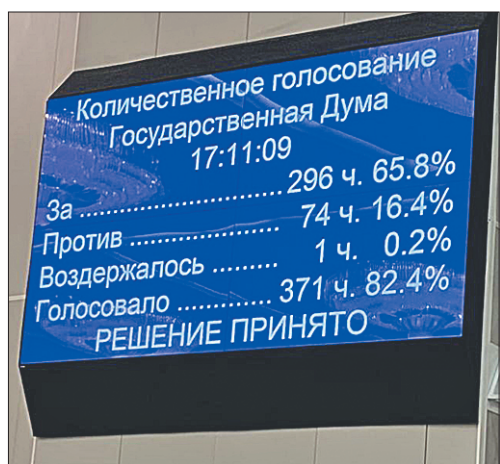 Количественное голосование
Государственная Дума
17:11:09
За ............................ 296 ч. 65.8%
Против ..................... 74 ч. 16.4%
Воздержалось ......... 1 ч. 0.2%
Голосовало ............. 371 ч. 82.4%
РЕШЕНИЕ ПРИНЯТО